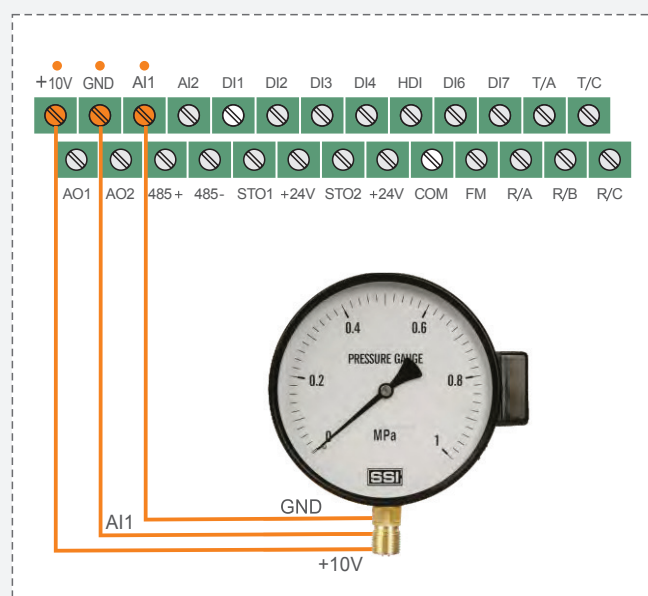 +10V GND AI1 AI2 DI1 DI2 DI3 DI4 HDI DI6 DI7 T/A T/C
AO1 AO2 485+ 485- STO1 +24V STO2 +24V COM FM R/A R/B R/C
0.4 0.6
PRESSURE GAUGE
0.2 0.8
0 MPa 1
SSI
GND
AI1
+10V